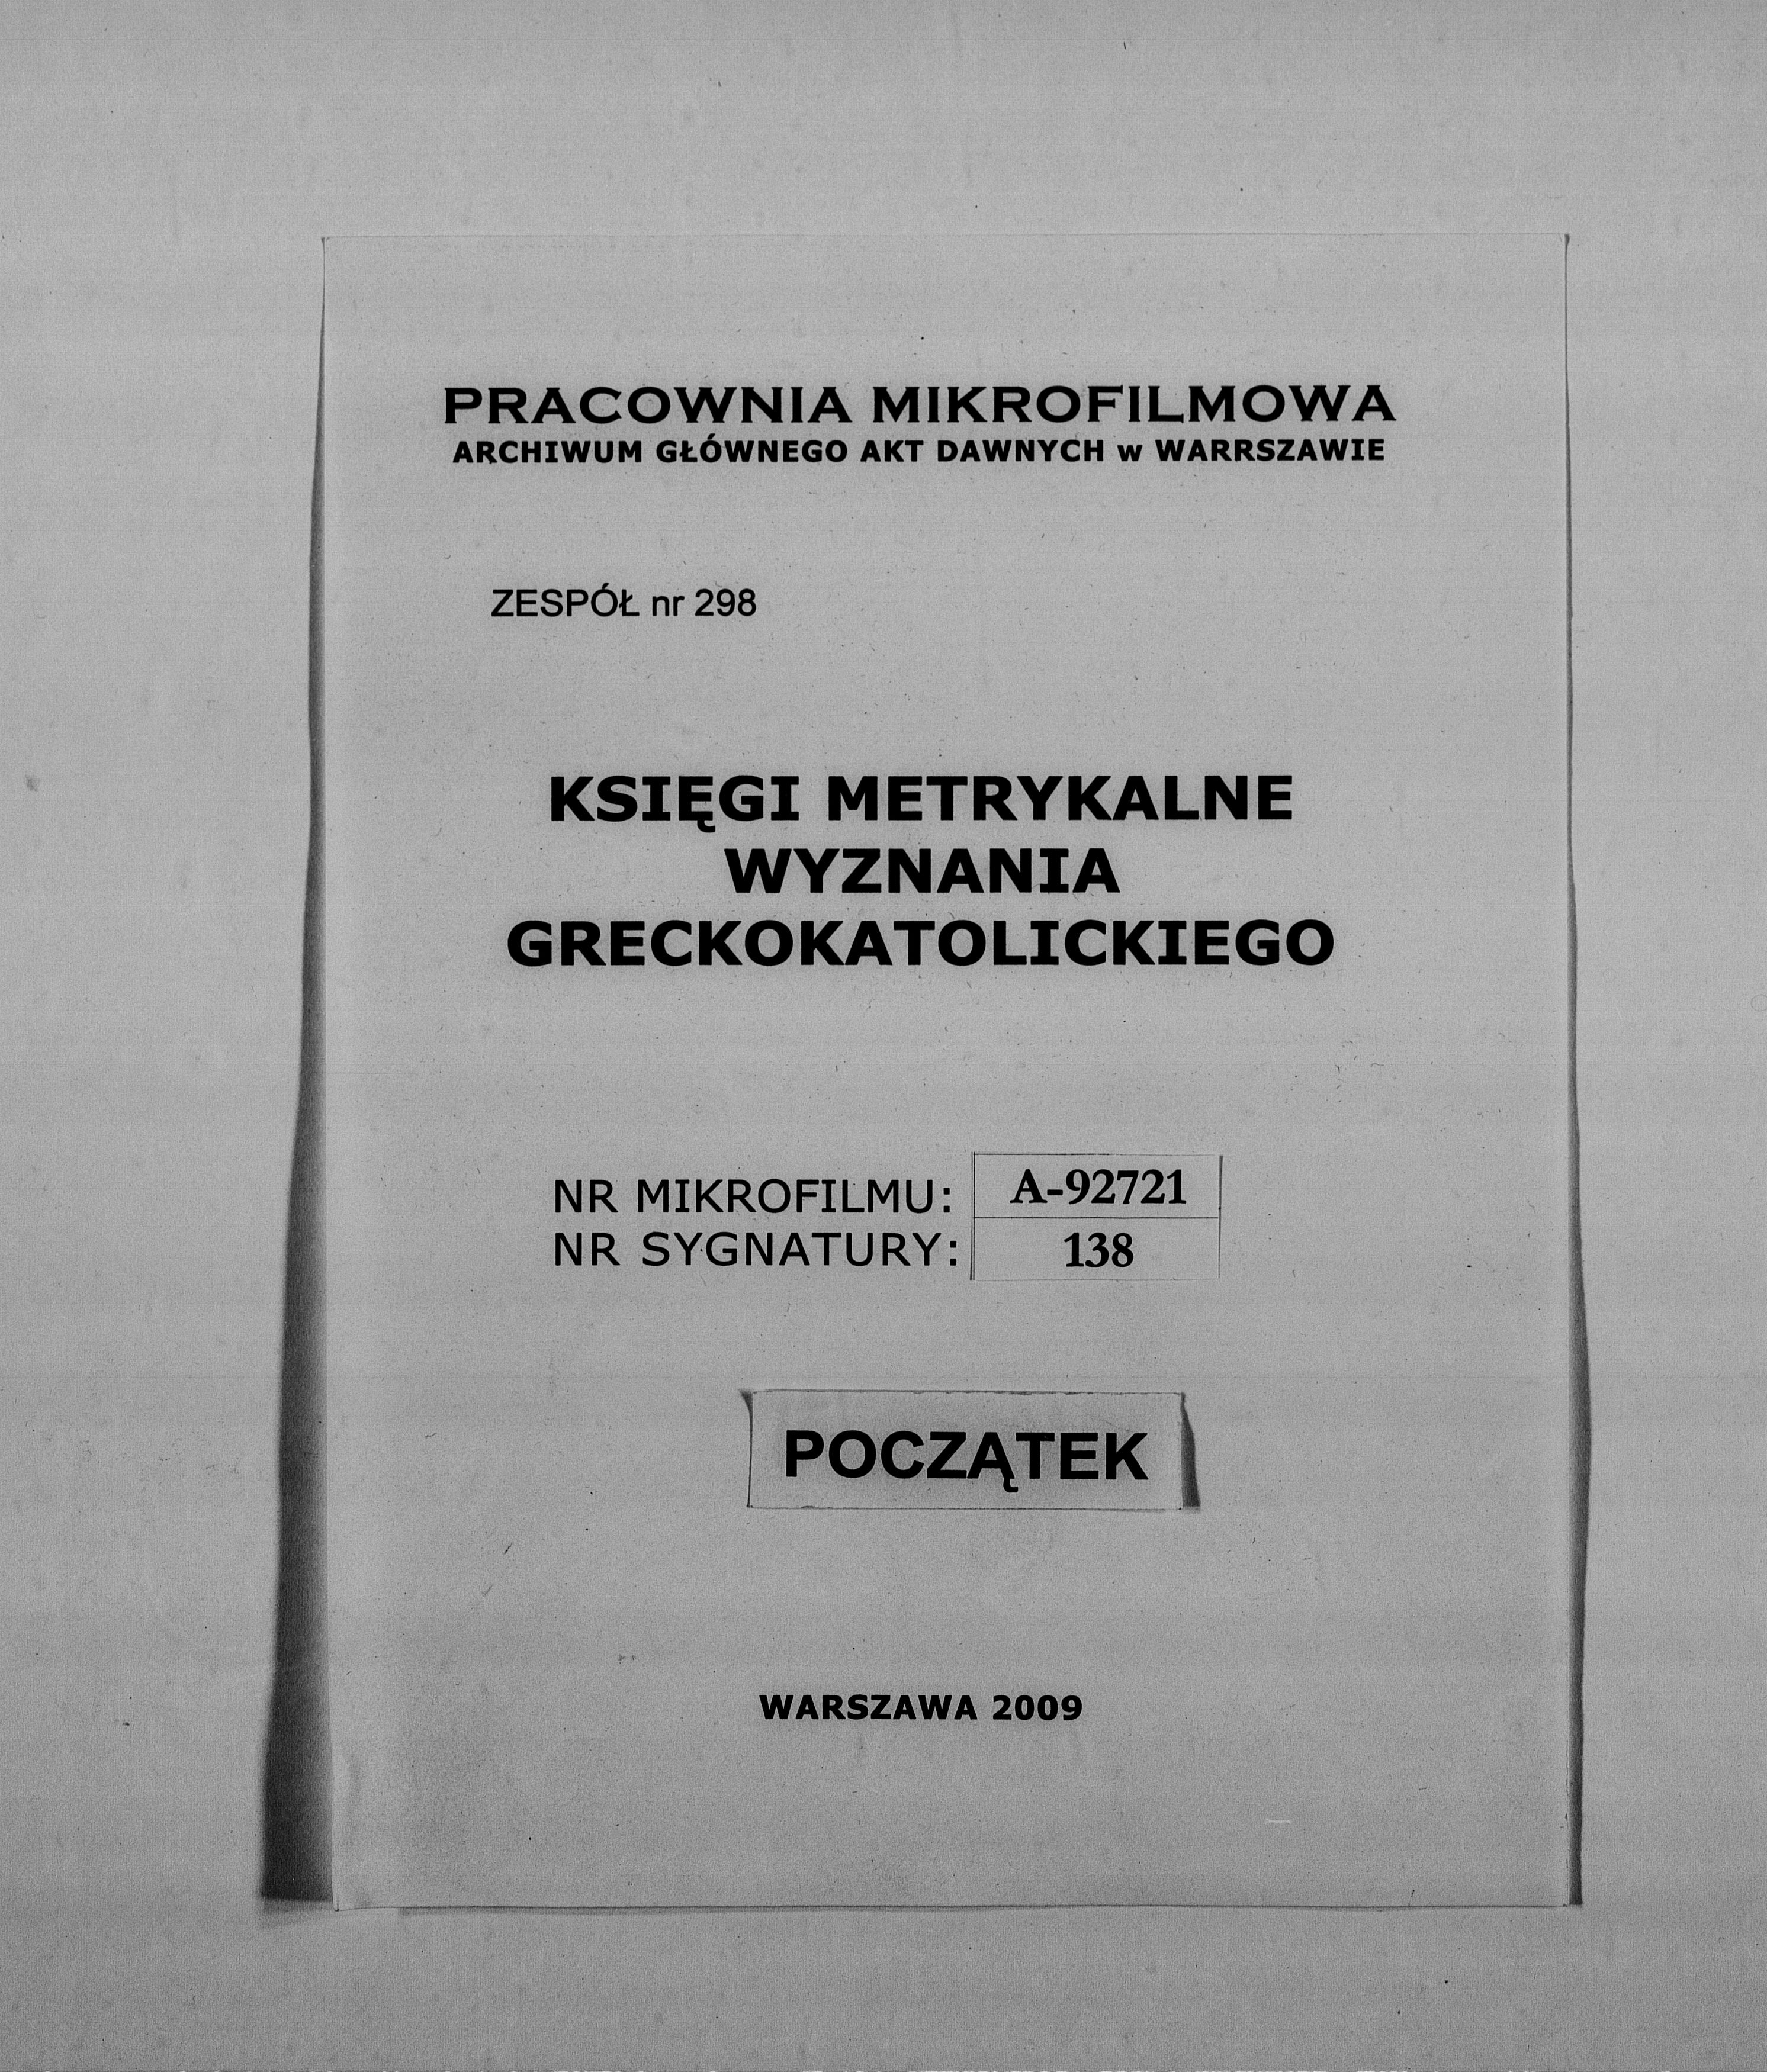 PRACOWNIA MIKROFILMOWA
ARCHIWUM GŁÓWNEGO AKT DAWNYCH w WARRSZAWIE
ZESPÓŁ nr 298
KSIĘGI METRYKALNE
WYZNANIA
GRECKOKATOLICKIEGO
NR MIKROFILMU: A-92721
NR SYGNATURY: 138
POCZĄTEK
WARSZAWA 2009